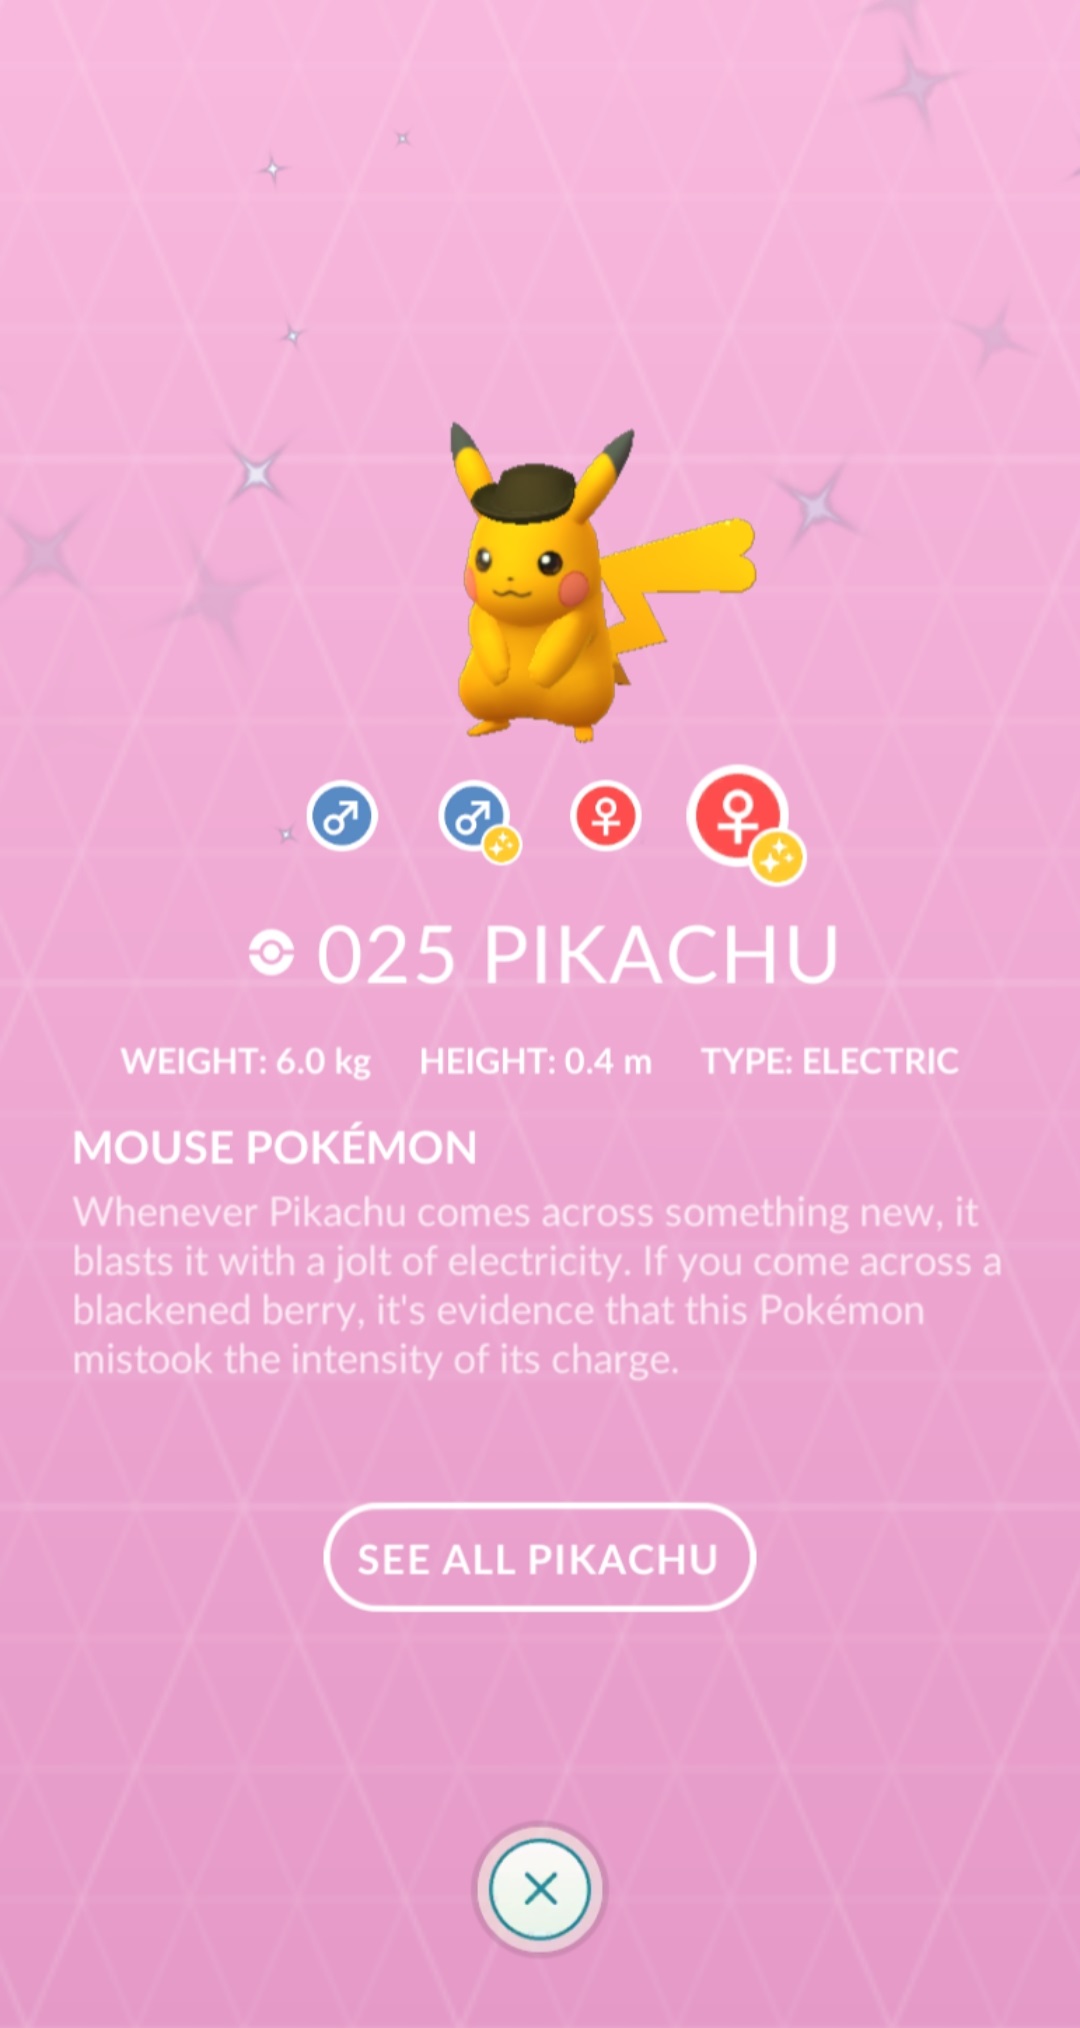 025 PIKACHU
WEIGHT: 6.0 kg HEIGHT: 0.4 m TYPE: ELECTRIC
MOUSE POKÉMON
Whenever Pikachu comes across something new, it
blasts it with a jolt of electricity. If you come across a
blackened berry, it's evidence that this Pokémon
mistook the intensity of its charge.
SEE ALL PIKACHU